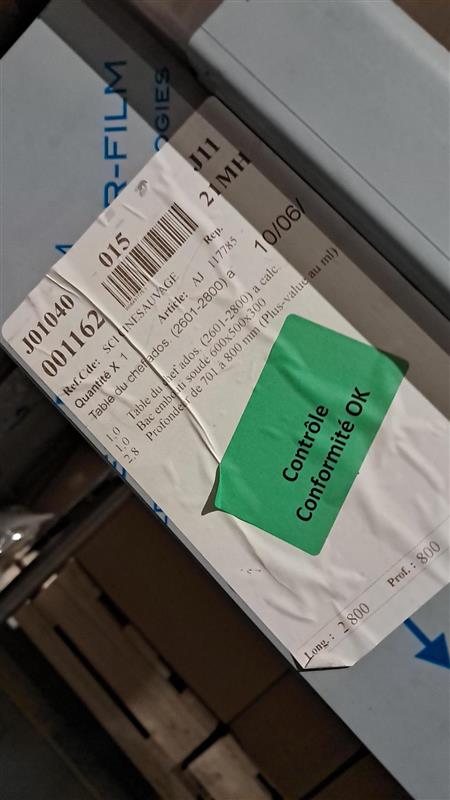 R-FILM
OGIES
J01040 015 J11
001162 21MH
Réf.Cde: SCI Rep.
Quantité X 1 Article: AJ 117785
Table du chef ados. (2601-2800) a 10/06/
1,0 Table du chef ados. (2601-2800) a calc.
1,0 Bac embouti soude 600x500x300
2,8 Profondeur de 701 à 800 mm (Plus-value au ml)
Contrôle
Conformité OK
Long.: 2 800 Prof.: 800